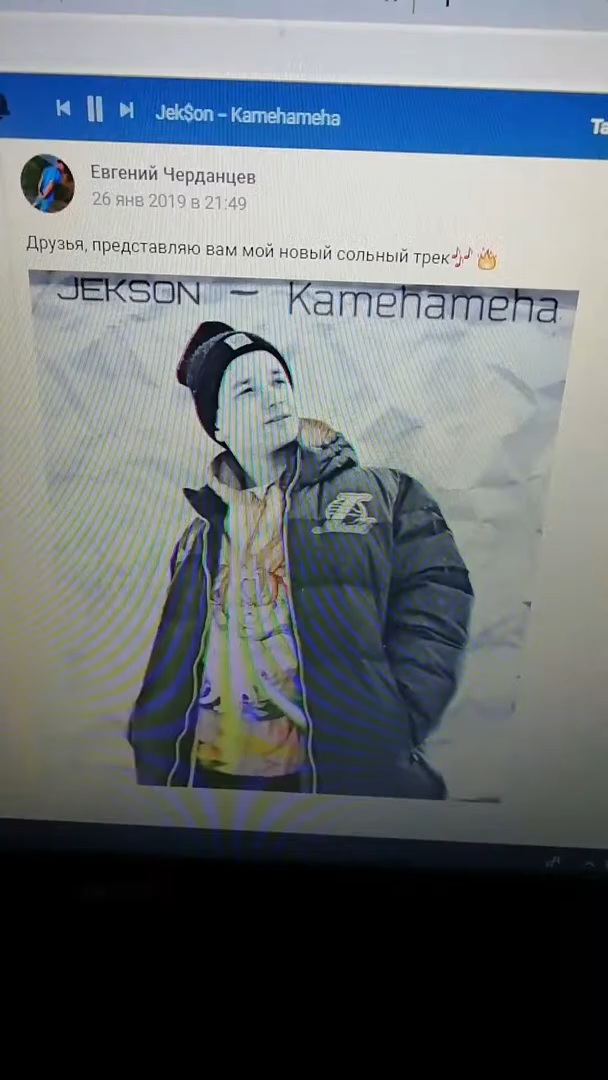 Jek$on – Kamehameha
Та
Евгений Черданцев
26 янв 2019 в 21:49
Друзья, представляю вам мой новый сольный трек🎶🔥
JEKSON – Kamehameha